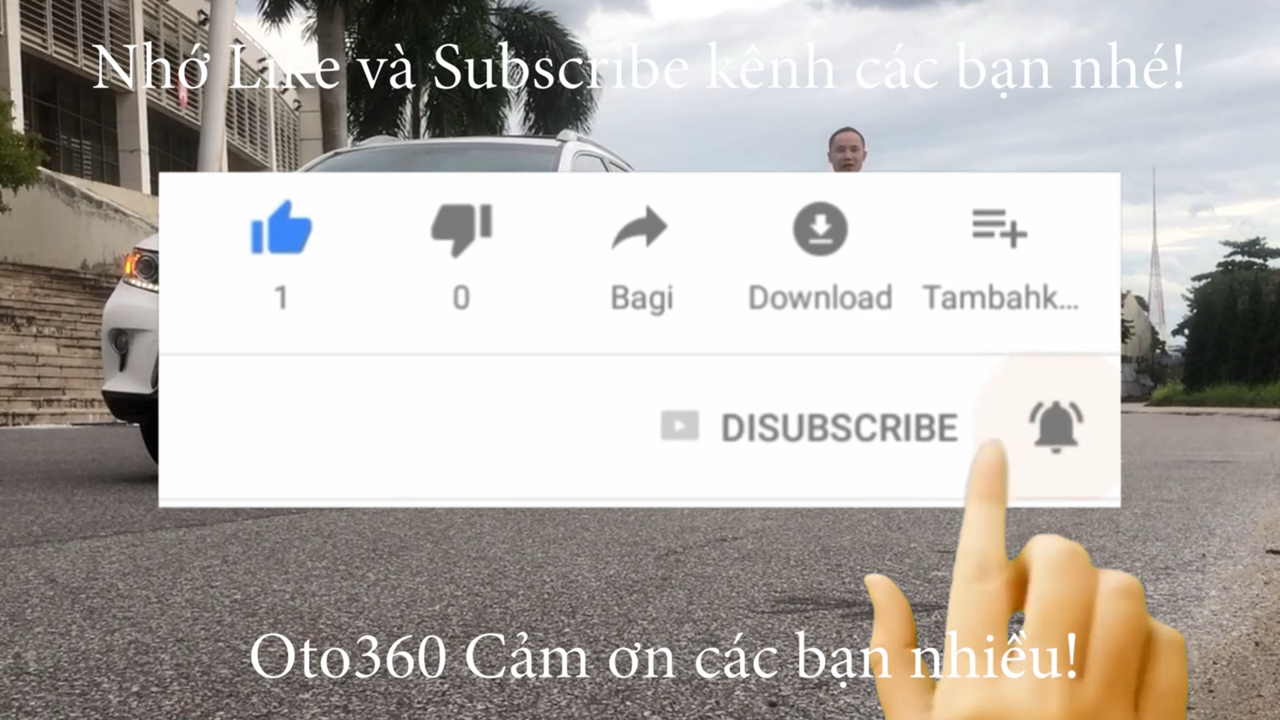 Nhớ Like và Subscribe kênh các bạn nhé!
1 0 Bagi Download Tambahk...
DISUBSCRIBE
Oto360 Cảm ơn các bạn nhiều!